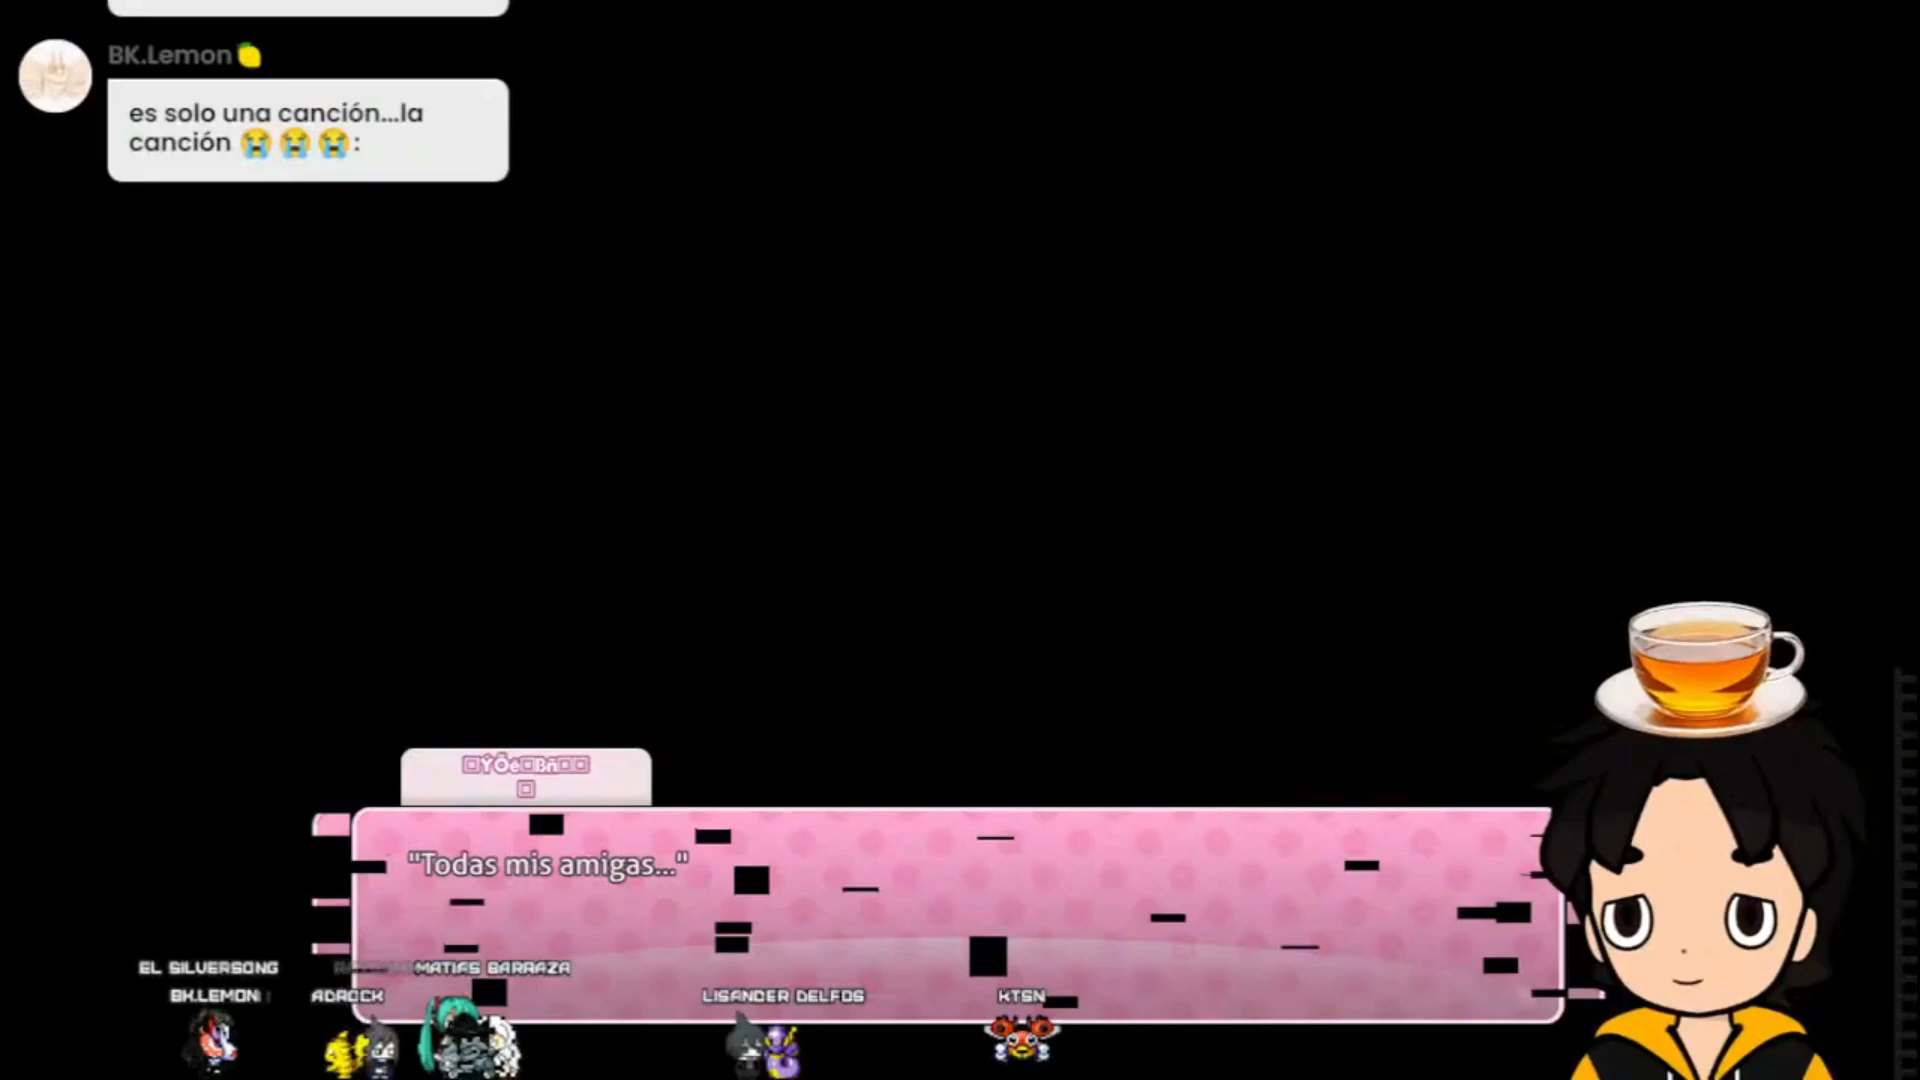 BK.Lemon🍋
es solo una canción...la
canción 😭😭😭:
"Todas mis amigas..."
EL SILVERSONG
MATIAS BARRAZA
BK.LEMON
ADROCK
LISANDER DELFOS
KTSN